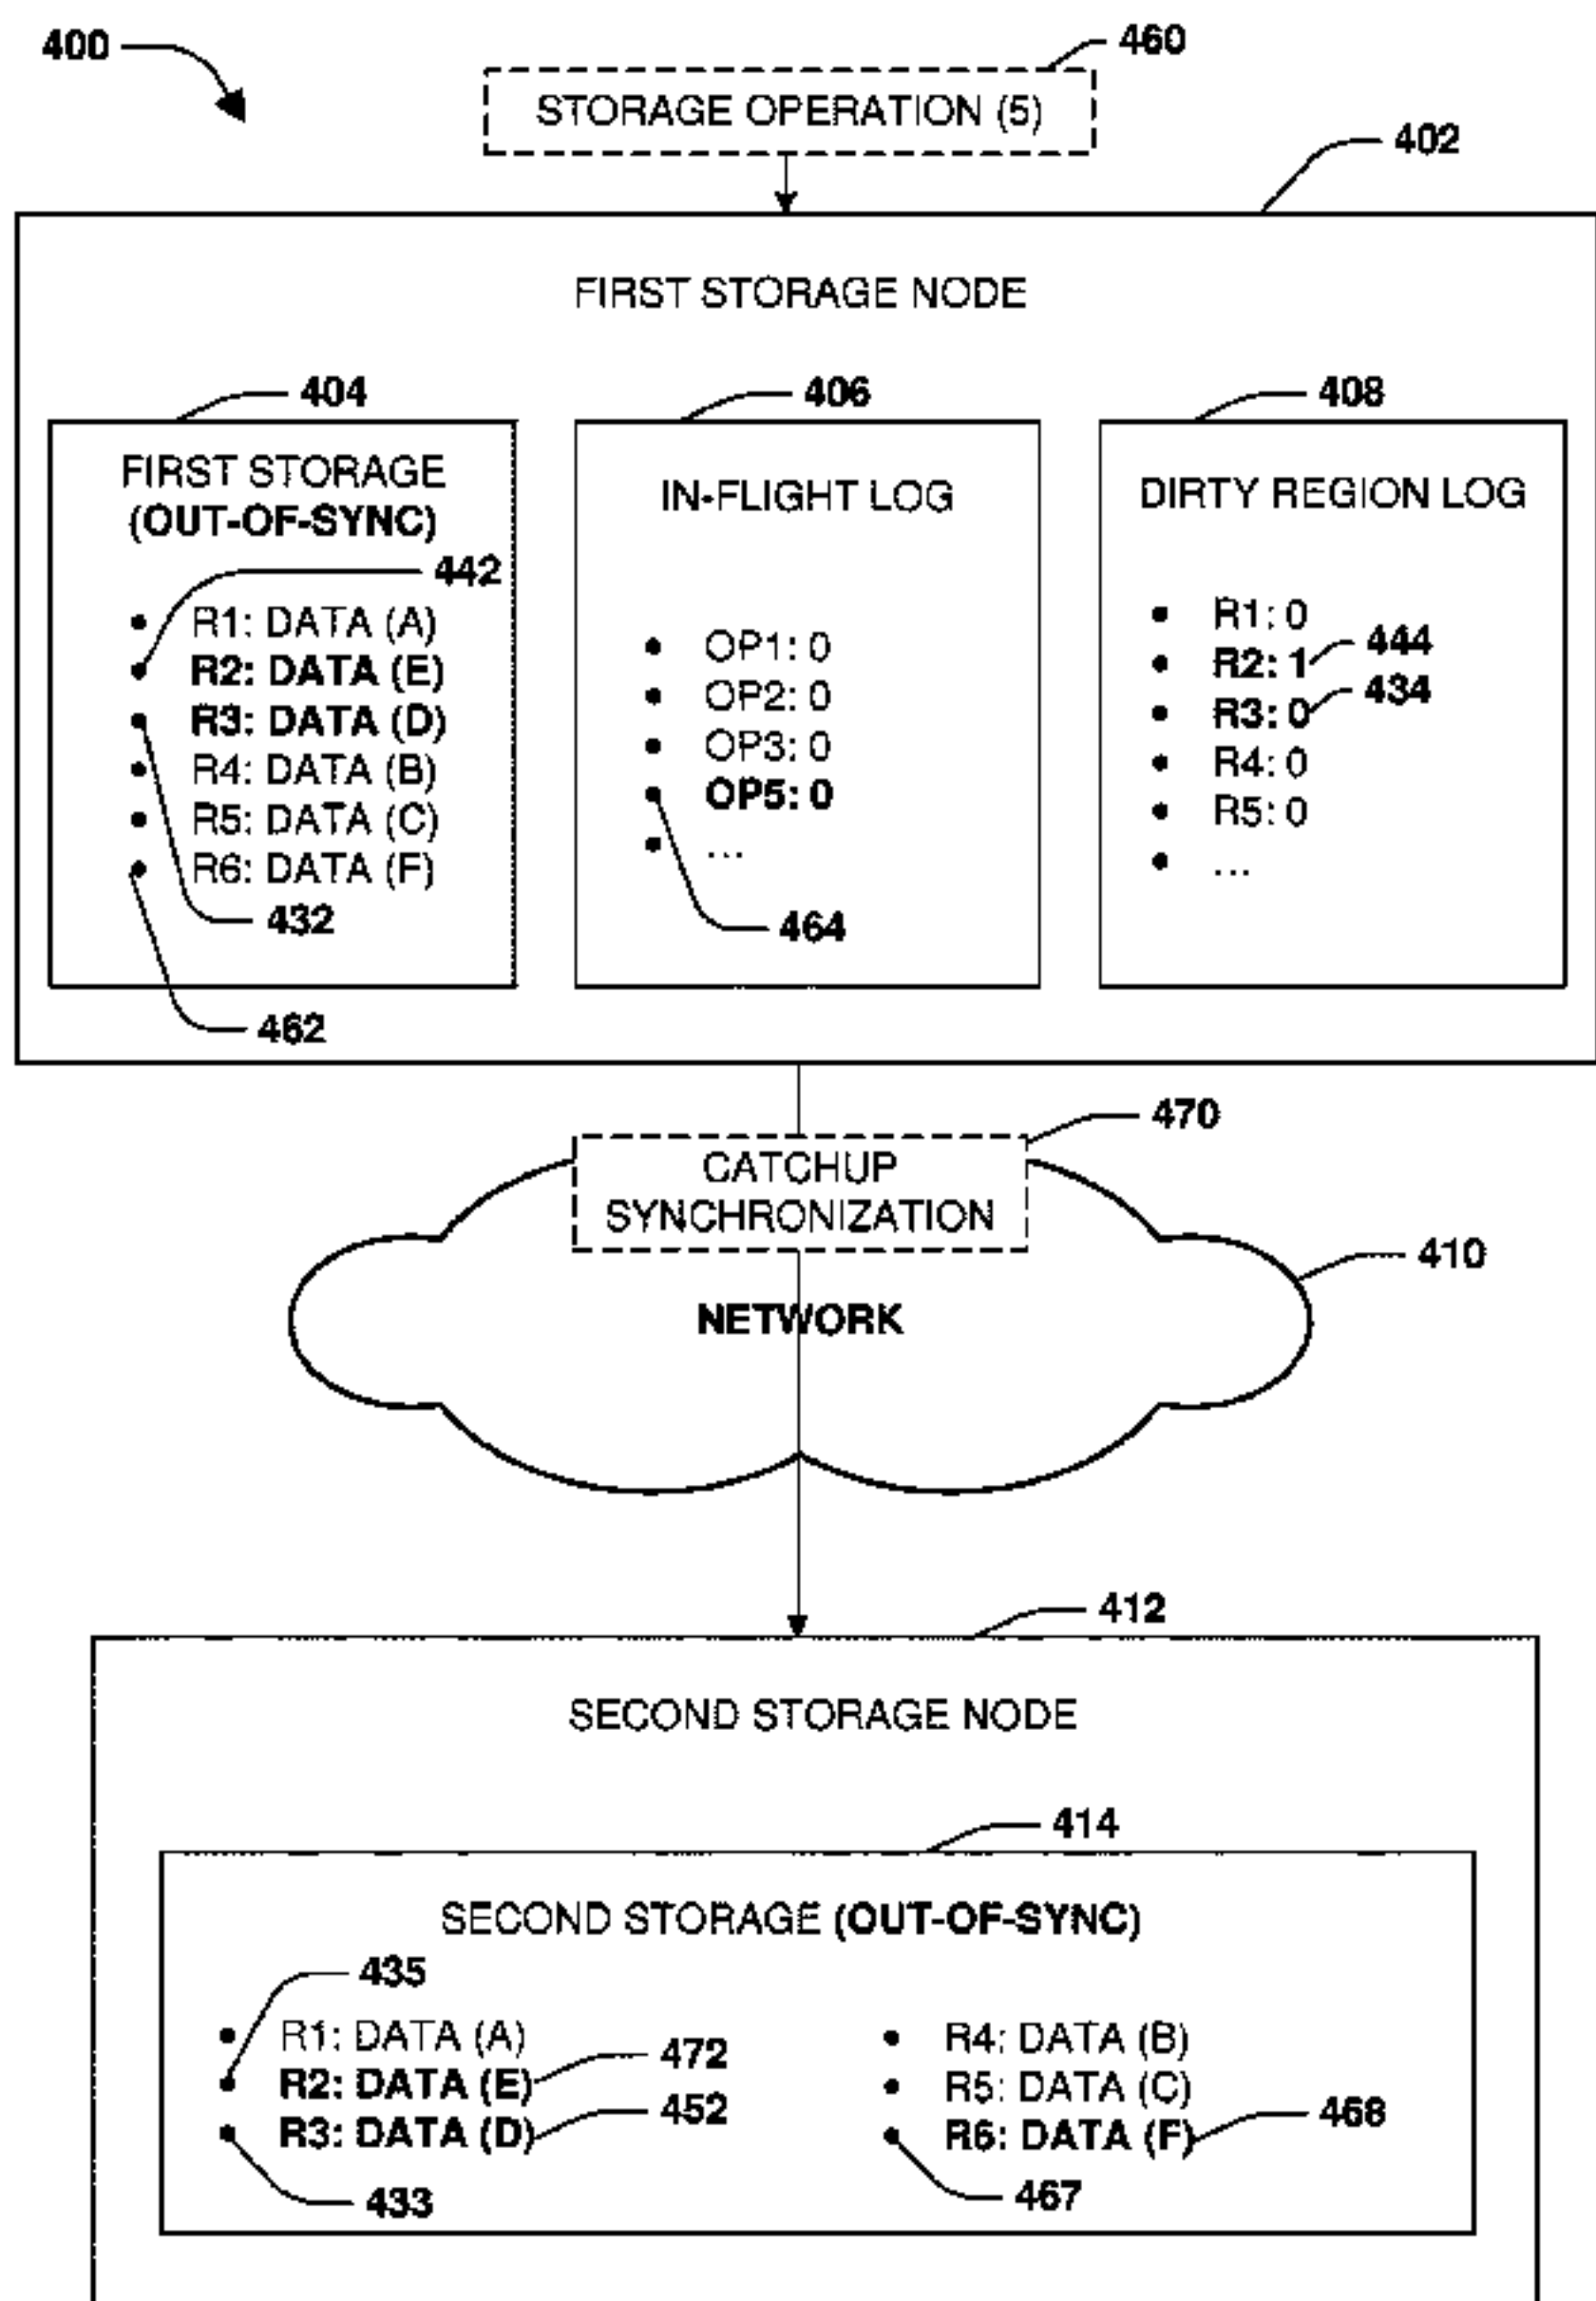 400
460
STORAGE OPERATION (5)
402
FIRST STORAGE NODE
404
406
408
FIRST STORAGE
(OUT-OF-SYNC)
442
R1: DATA (A)
R2: DATA (E)
R3: DATA (D)
R4: DATA (B)
R5: DATA (C)
R6: DATA (F)
432
462
IN-FLIGHT LOG
OP1: 0
OP2: 0
OP3: 0
OP5: 0
...
464
DIRTY REGION LOG
R1: 0
R2: 1
444
R3: 0
434
R4: 0
R5: 0
...
470
CATCHUP
SYNCHRONIZATION
410
NETWORK
412
SECOND STORAGE NODE
414
SECOND STORAGE (OUT-OF-SYNC)
435
R1: DATA (A)
R2: DATA (E)
472
R3: DATA (D)
452
433
R4: DATA (B)
R5: DATA (C)
R6: DATA (F)
468
467